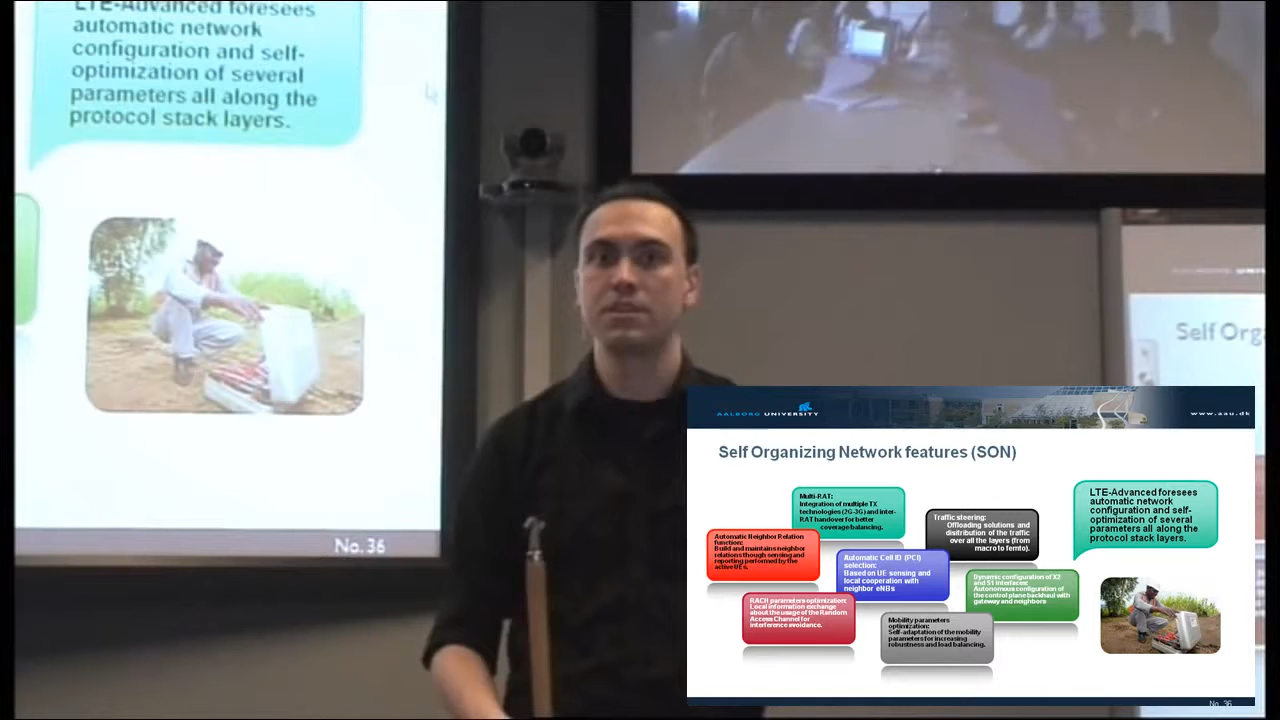 LTE-Advanced foresees
automatic network
configuration and self-
optimization of several
parameters all along the
protocol stack layers.
No. 36
Self Org
AALBORG UNIVERSITY
www.aau.dk
Self Organizing Network features (SON)
Multi-RAT:
Integration of multiple TX
technologies (2G-3G) and inter-
RAT handover for better
coverage balancing.
Traffic steering:
Offloading solutions and
distribution of the traffic
over all the layers (from
macro to femto).
LTE-Advanced foresees
automatic network
configuration and self-
optimization of several
parameters all along the
protocol stack layers.
Automatic Neighbor Relation
function:
Build and maintains neighbor
relations though sensing and
reporting performed by the
active UEs.
Automatic Cell ID (PCI)
selection:
Based on UE sensing and
local cooperation with
neighbor eNBs
Dynamic configuration of X2
and S1 interfaces:
Autonomous configuration of
the control plane backhaul with
gateway and neighbors
RACH parameters optimization:
Local information exchange
about the usage of the Random
Access Channel for
interference avoidance.
Mobility parameters
optimization:
Self-adaptation of the mobility
parameters for increasing
robustness and load balancing.
No. 36